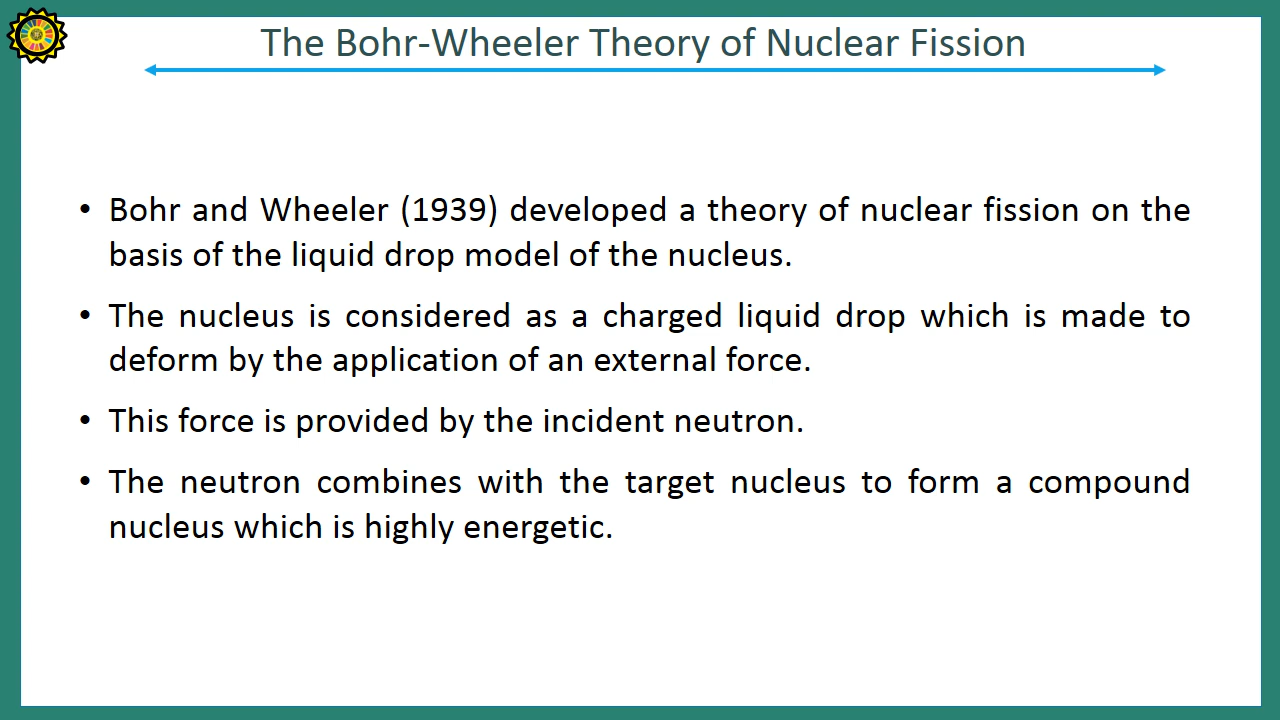 The Bohr-Wheeler Theory of Nuclear Fission
• Bohr and Wheeler (1939) developed a theory of nuclear fission on the
basis of the liquid drop model of the nucleus.
• The nucleus is considered as a charged liquid drop which is made to
deform by the application of an external force.
• This force is provided by the incident neutron.
• The neutron combines with the target nucleus to form a compound
nucleus which is highly energetic.